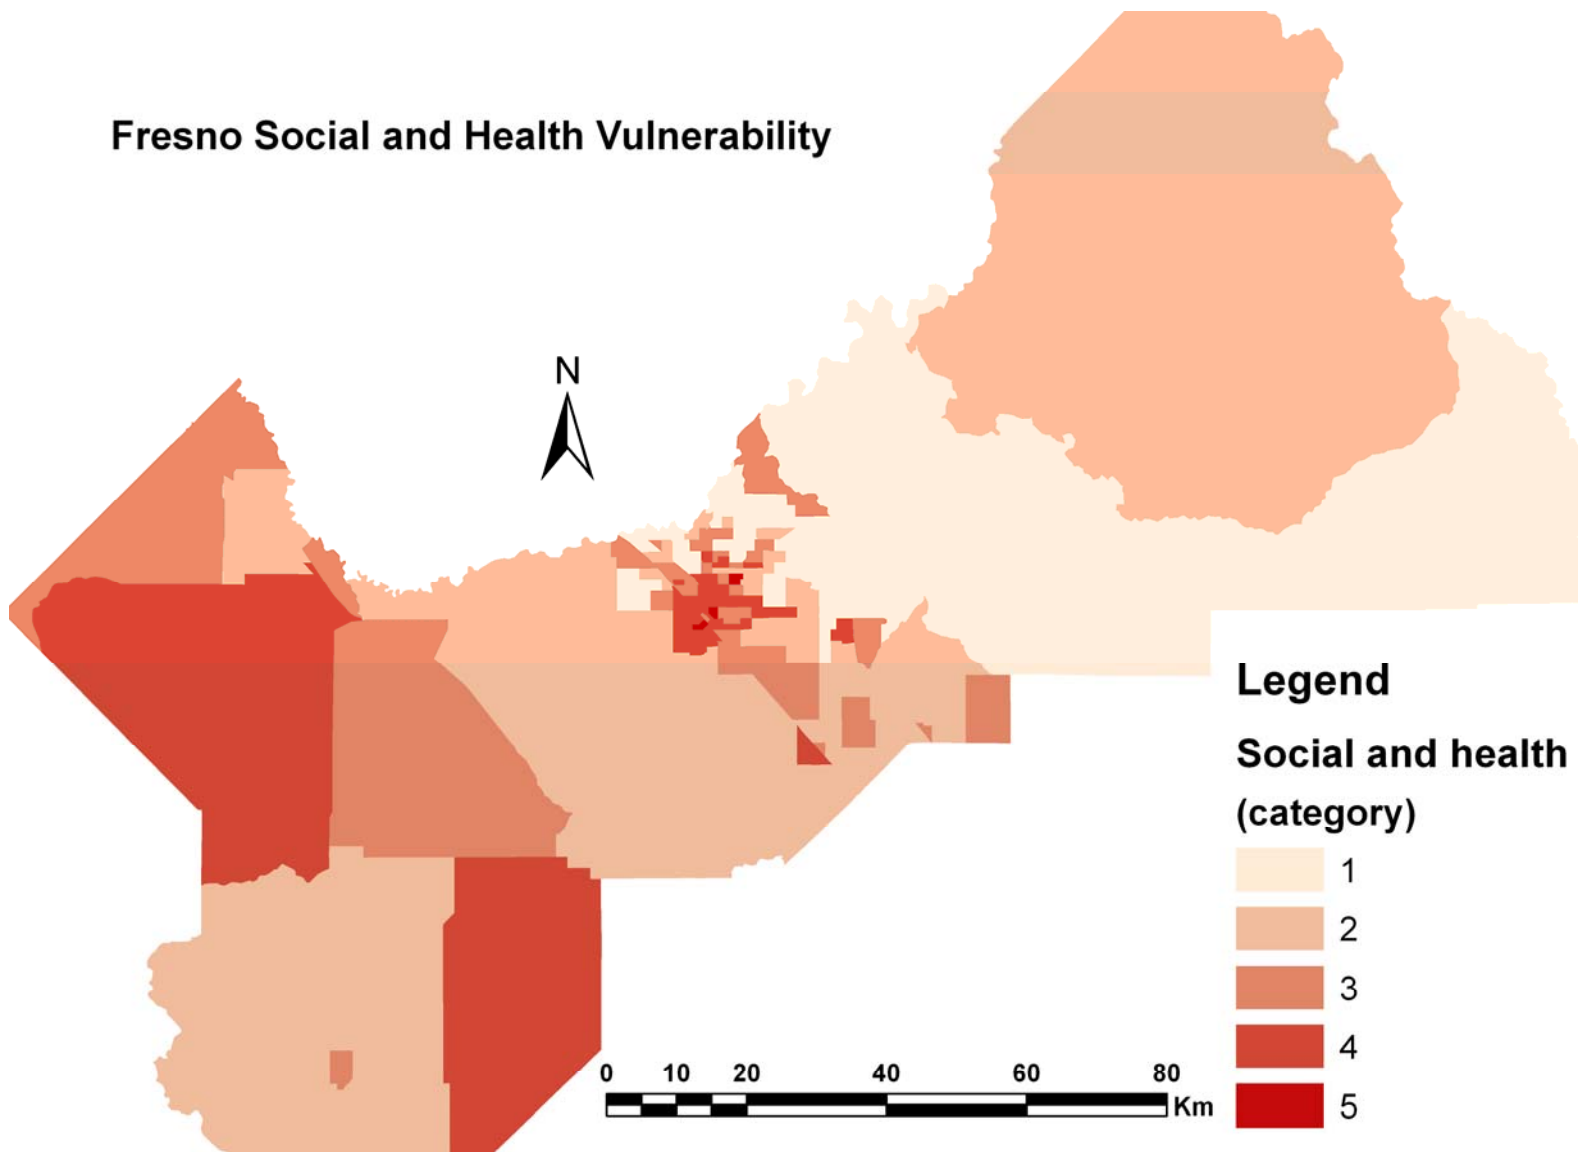 Fresno Social and Health Vulnerability
N
Legend
Social and health
(category)
1
2
3
4
5
0 10 20 40 60 80
Km